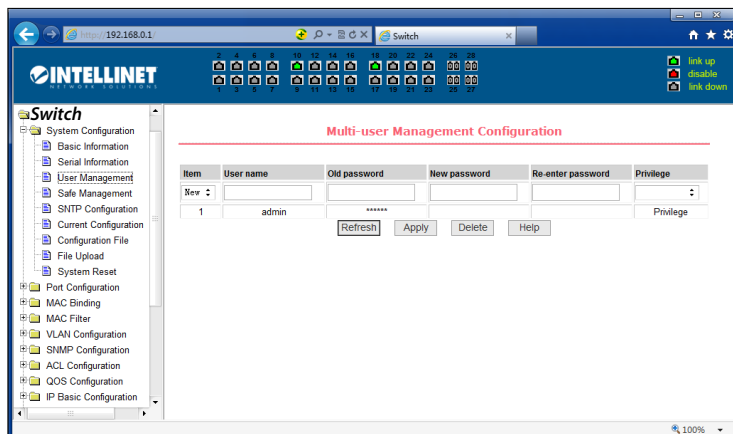 http://192.168.0.1/
Switch
2 4 6 8 10 12 14 16 18 20 22 24 26 28
1 3 5 7 9 11 13 15 17 19 21 23 25 27
link up
disable
link down
INTELLINET
NETWORK SOLUTIONS
Switch
System Configuration
Basic Information
Serial Information
User Management
Safe Management
SNTP Configuration
Current Configuration
Configuration File
File Upload
System Reset
Port Configuration
MAC Binding
MAC Filter
VLAN Configuration
SNMP Configuration
ACL Configuration
QOS Configuration
IP Basic Configuration
Multi-user Management Configuration
Item User name Old password New password Re-enter password Privilege
New
1 admin ****** Privilege
Refresh Apply Delete Help
100%